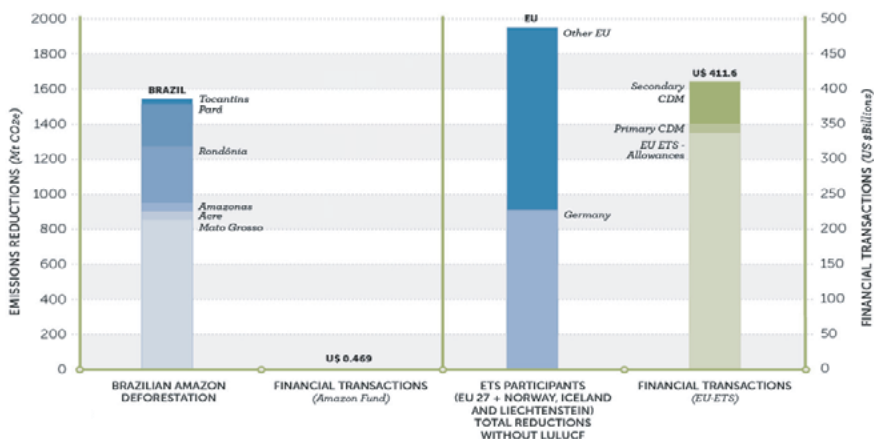 2000
1800
1600
1400
1200
1000
800
600
400
200
0
EMISSIONS REDUCTIONS (Mt CO2e)
BRAZIL
Tocantins
Pará
Rondônia
Amazonas
Acre
Mato Grosso
U$ 0.469
EU
Other EU
Germany
U$ 411.6
Secondary
CDM
Primary CDM
EU ETS -
Allowances
500
450
400
350
300
250
200
150
100
50
0
FINANCIAL TRANSACTIONS (US $Billions)
BRAZILIAN AMAZON
DEFORESTATION
FINANCIAL TRANSACTIONS
(Amazon Fund)
ETS PARTICIPANTS
(EU 27 + NORWAY, ICELAND
AND LIECHTENSTEIN)
TOTAL REDUCTIONS
WITHOUT LULUCF
FINANCIAL TRANSACTIONS
(EU-ETS)